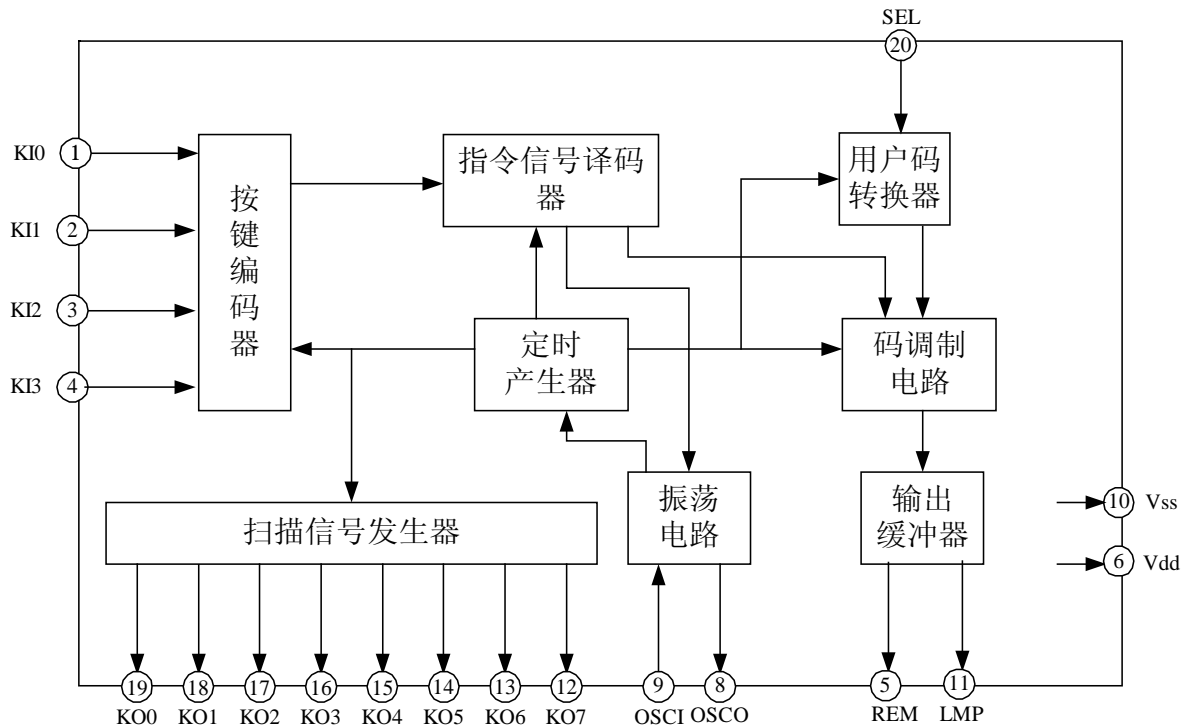 SEL
20
KI0
1
KI1
2
KI2
3
KI3
4
按
键
编
码
器
指令信号译码
器
用户码
转换器
定时
产生器
码调制
电路
扫描信号发生器
振荡
电路
输出
缓冲器
10
Vss
6
Vdd
19
18
17
16
15
14
13
12
9
8
5
11
KO0
KO1
KO2
KO3
KO4
KO5
KO6
KO7
OSCI
OSCO
REM
LMP